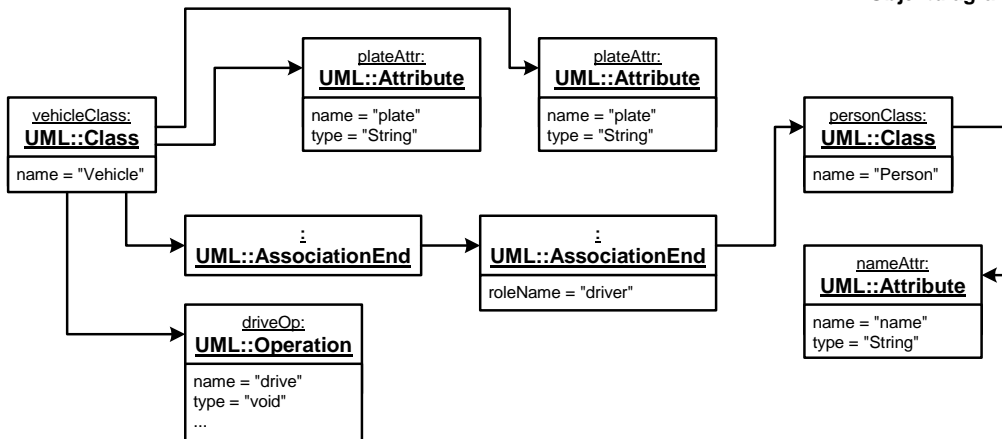 plateAttr:
UML::Attribute
name = "plate"
type = "String"
plateAttr:
UML::Attribute
name = "plate"
type = "String"
vehicleClass:
UML::Class
name = "Vehicle"
personClass:
UML::Class
name = "Person"
:
UML::AssociationEnd
:
UML::AssociationEnd
roleName = "driver"
nameAttr:
UML::Attribute
name = "name"
type = "String"
driveOp:
UML::Operation
name = "drive"
type = "void"
...